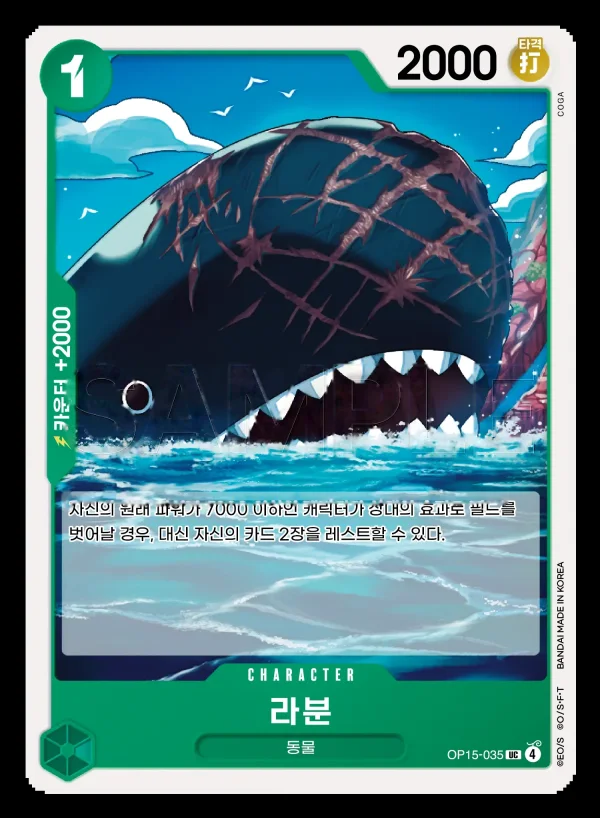 1
2000
타격
打
COGA
카운터 +2000
SAMPLE
자신의 원래 파워가 7000 이하인 캐릭터가 상대의 효과로 필드를
벗어날 경우, 대신 자신의 카드 2장을 레스트할 수 있다.
BANDAI MADE IN KOREA
©EO/S ©O/S·F·T
CHARACTER
라분
동물
OP15-035 UC 4